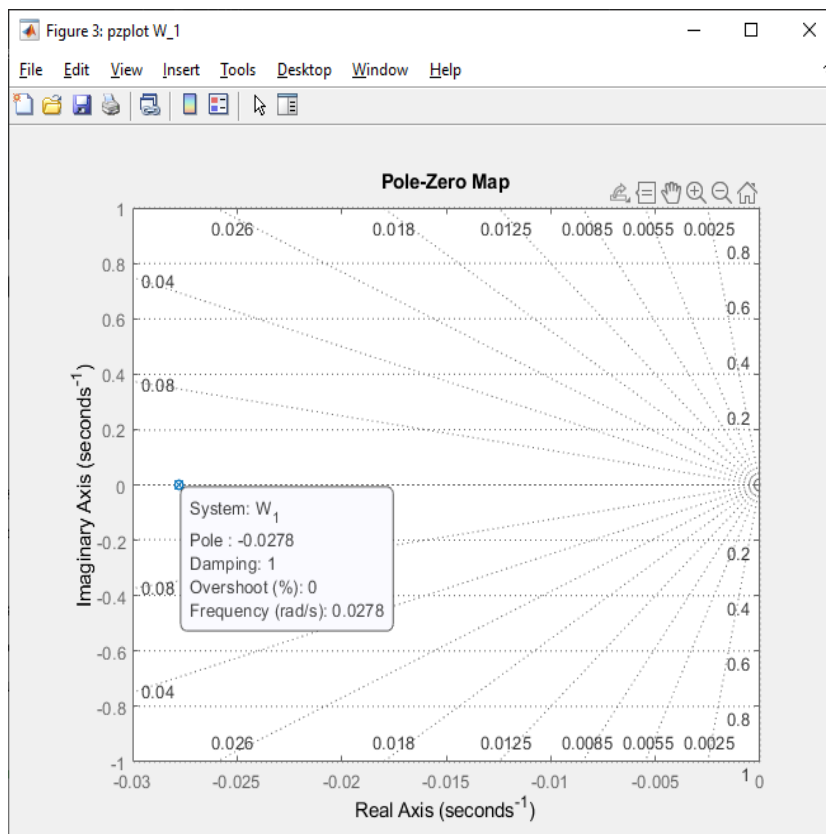 Figure 3: pzplot W_1
File Edit View Insert Tools Desktop Window Help
Pole-Zero Map
1
0.026 0.018 0.0125 0.0085 0.0055 0.0025
0.8 0.8
0.04
0.6 0.6
0.4 0.4
0.08
0.2 0.2
0
System: W1
Pole : -0.0278
Damping: 1
Overshoot (%): 0
Frequency (rad/s): 0.0278
-0.2 0.2
0.08
-0.4 0.4
-0.6 0.6
0.04
-0.8 0.8
0.026 0.018 0.0125 0.0085 0.0055 0.0025
-1
1
-0.03 -0.025 -0.02 -0.015 -0.01 -0.005 0
Real Axis (seconds-1)
Imaginary Axis (seconds-1)